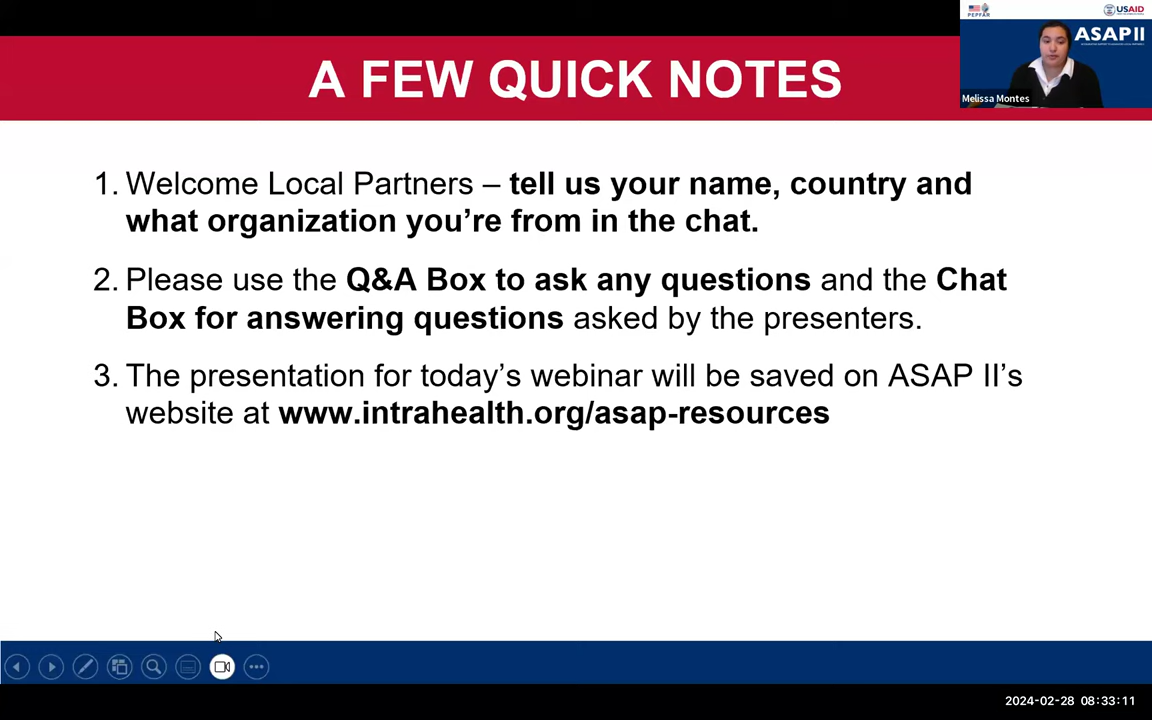 A FEW QUICK NOTES
PEPFAR
USAID
ASAP II
Melissa Montes
1. Welcome Local Partners – tell us your name, country and
what organization you’re from in the chat.
2. Please use the Q&A Box to ask any questions and the Chat
Box for answering questions asked by the presenters.
3. The presentation for today’s webinar will be saved on ASAP II’s
website at www.intrahealth.org/asap-resources
2024-02-28 08:33:11